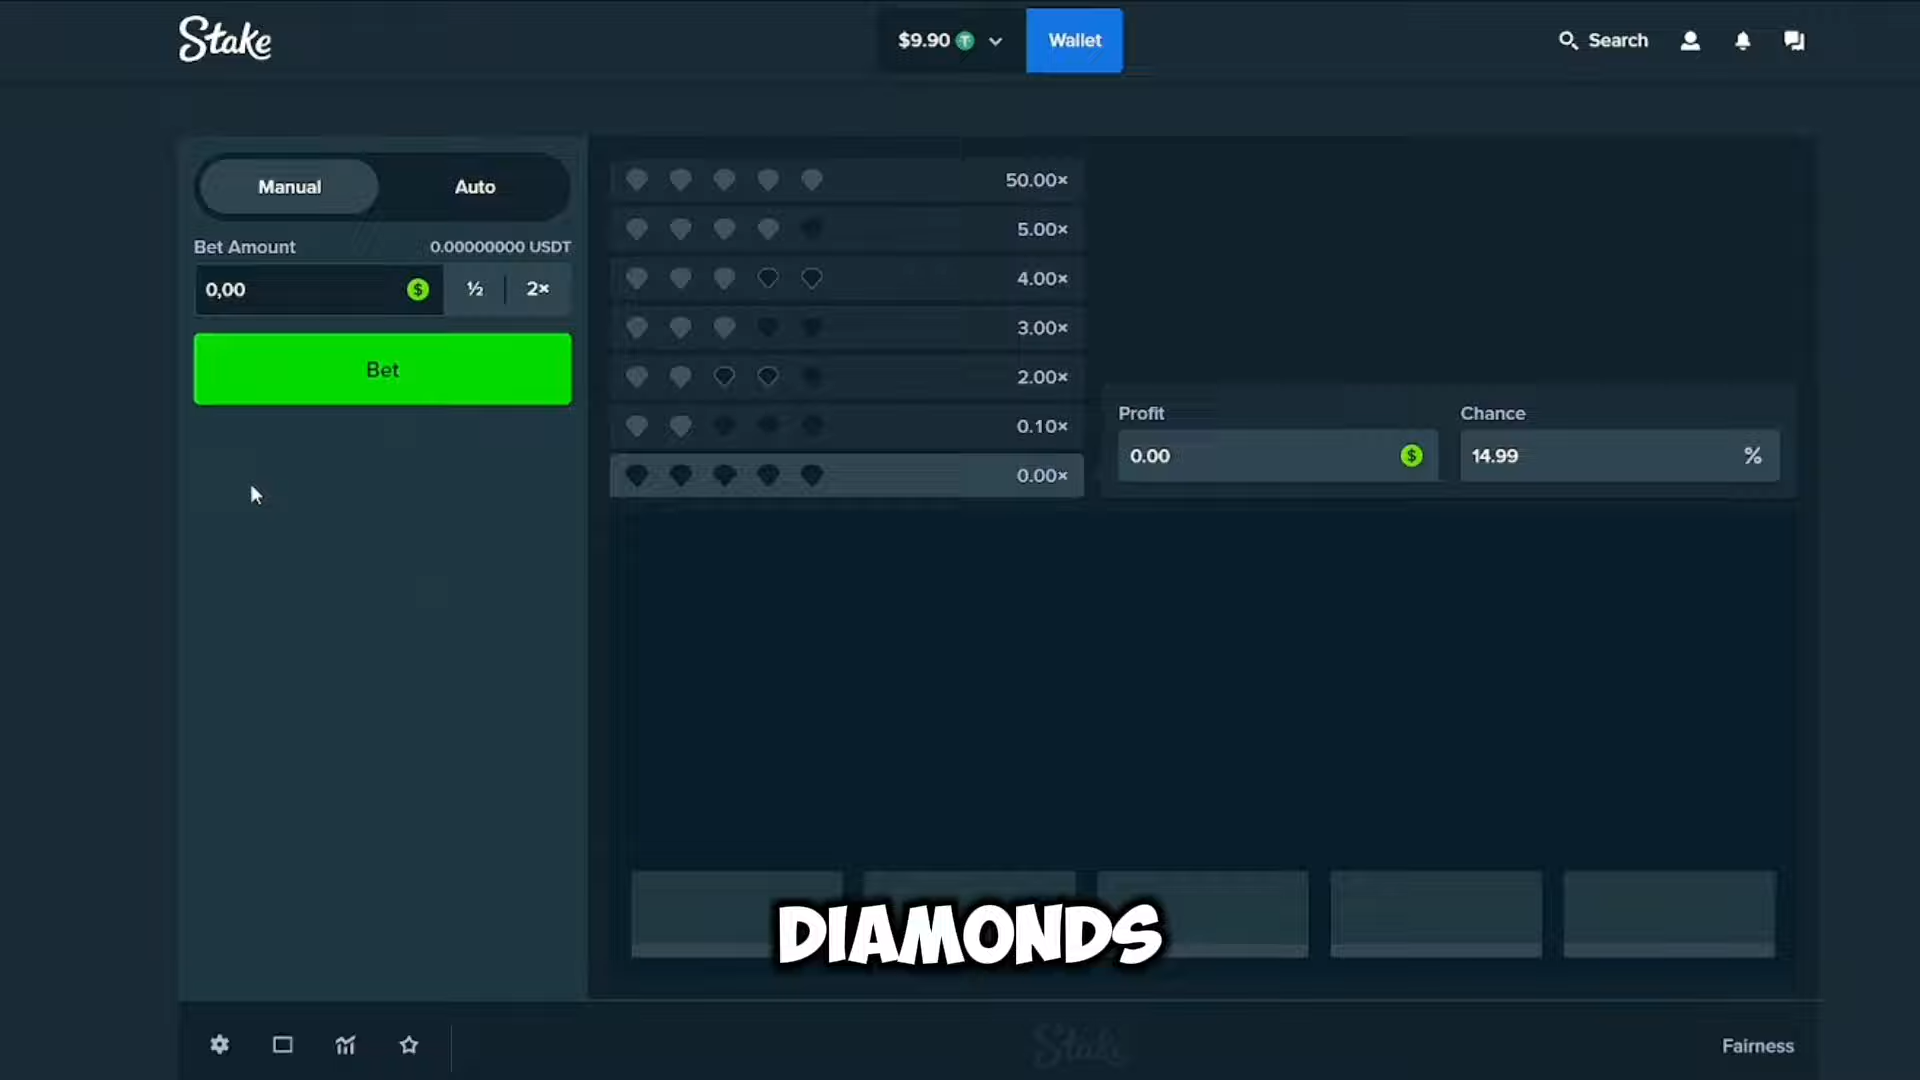 Stake
$9.90
Wallet
Search
Manual
Auto
Bet Amount
0.00000000 USDT
0,00
½
2×
Bet
50.00×
5.00×
4.00×
3.00×
2.00×
0.10×
0.00×
Profit
Chance
0.00
14.99
%
DIAMONDS
Stake
Fairness